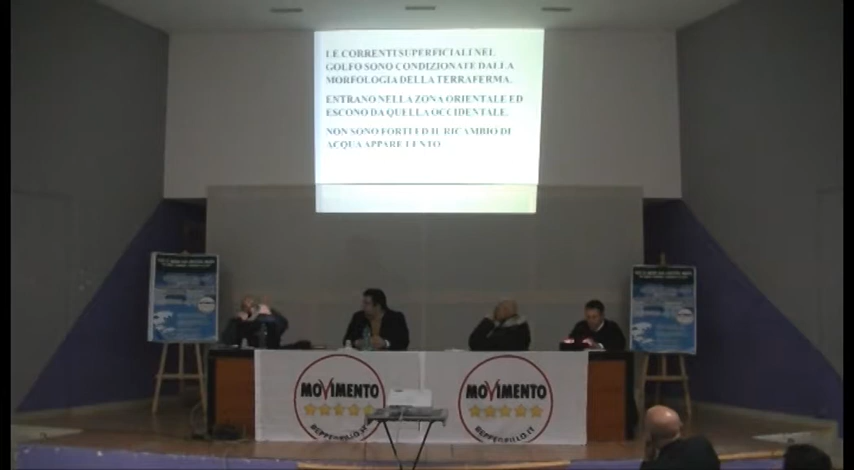 LE CORRENTI SUPERFICIALI NEL
GOLFO SONO CONDIZIONATE DALLA
MORFOLOGIA DELLA TERRAFERMA.
ENTRANO NELLA ZONA ORIENTALE ED
ESCONO DA QUELLA OCCIDENTALE.
NON SONO FORTI ED IL RICAMBIO DI
ACQUA APPARE LENTO
MOVIMENTO
BEPPEGRILLO.IT
MOVIMENTO
BEPPEGRILLO.IT